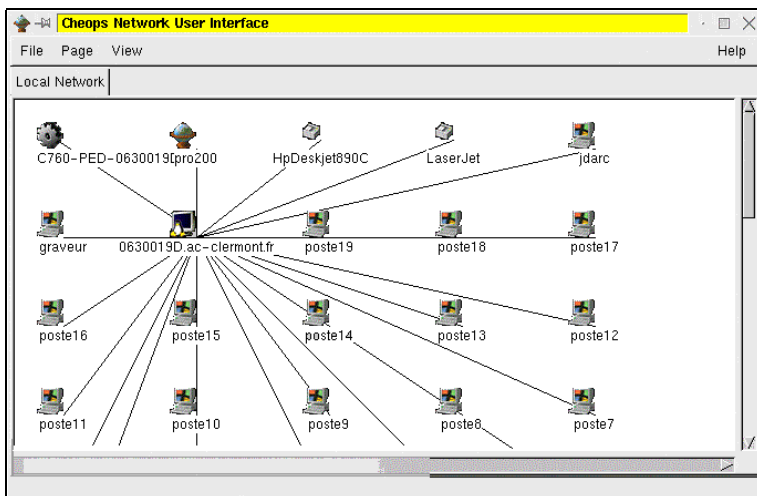 Cheops Network User Interface
File Page View Help
Local Network
C760-PED-0630019D pro200 HpDeskjet890C LaserJet jdarc
graveur 0630019D.ac-clermont.fr poste19 poste18 poste17
poste16 poste15 poste14 poste13 poste12
poste11 poste10 poste9 poste8 poste7